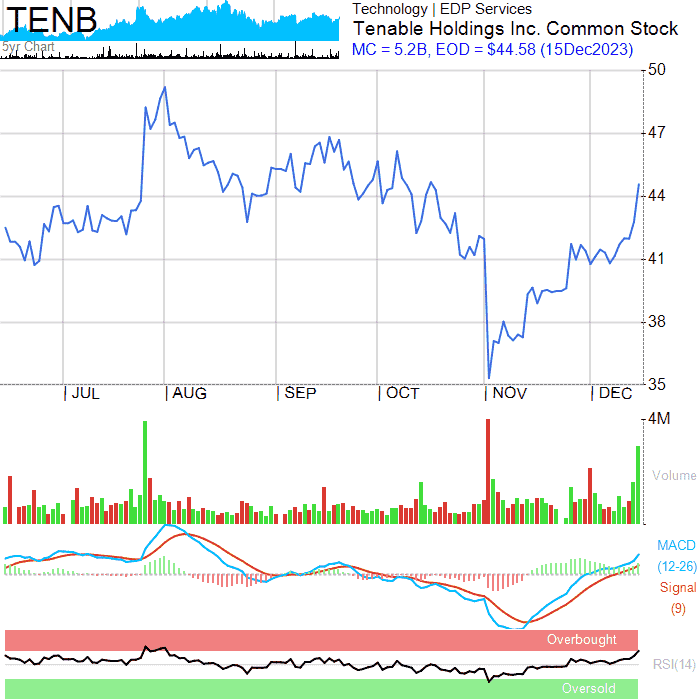 TENB
5yr Chart
Technology | EDP Services
Tenable Holdings Inc. Common Stock
MC = 5.2B, EOD = $44.58 (15Dec2023)
50
47
44
41
38
35
JUL AUG SEP OCT NOV DEC
4M
Volume
MACD
(12-26)
Signal
(9)
Overbought
RSI(14)
Oversold